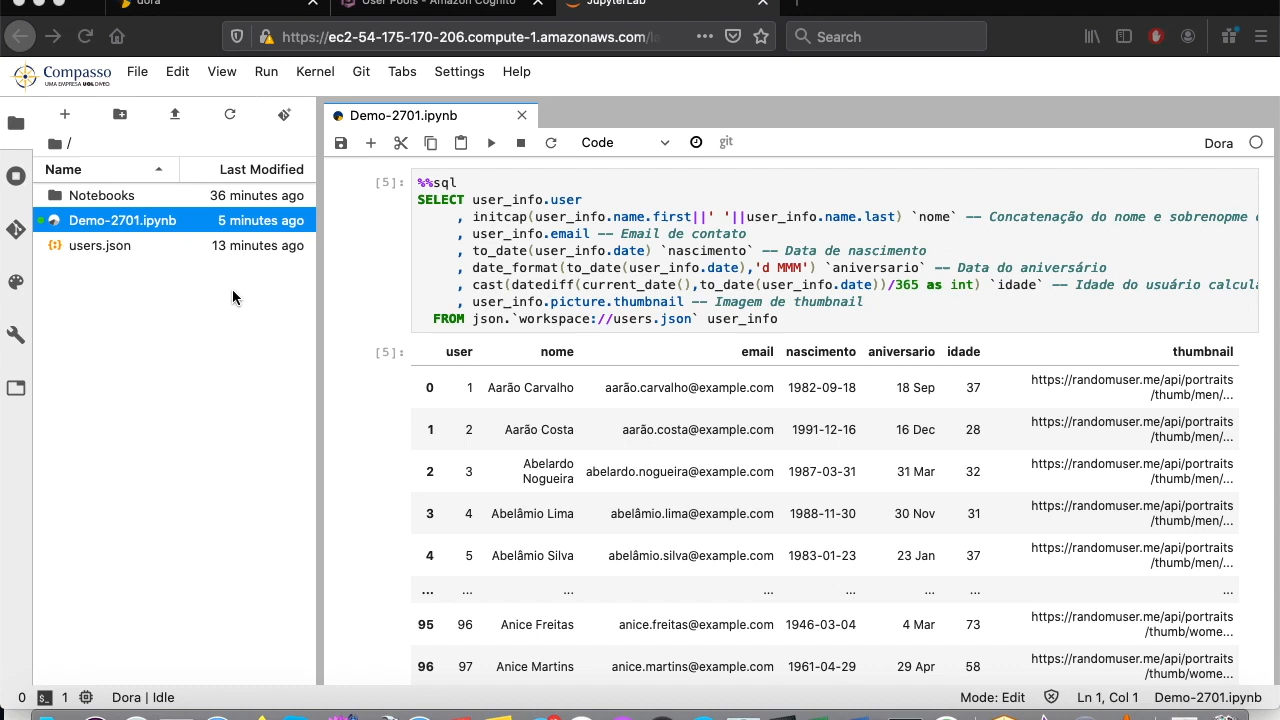 dora
User Pools - Amazon Cognito
JupyterLab
https://ec2-54-175-170-206.compute-1.amazonaws.com/
Search
Compasso
UMA EMPRESA UOL DIVEO
File Edit View Run Kernel Git Tabs Settings Help
Demo-2701.ipynb
/
Code
git
Dora
Name Last Modified
Notebooks 36 minutes ago
Demo-2701.ipynb 5 minutes ago
users.json 13 minutes ago
[5]: %%sql
SELECT user_info.user
, initcap(user_info.name.first||' '||user_info.name.last) `nome` -- Concatenação do nome e sobrenopme
, user_info.email -- Email de contato
, to_date(user_info.date) `nascimento` -- Data de nascimento
, date_format(to_date(user_info.date),'d MMM') `aniversario` -- Data do aniversário
, cast(datediff(current_date(),to_date(user_info.date))/365 as int) `idade` -- Idade do usuário
, user_info.picture.thumbnail -- Imagem de thumbnail
FROM json.`workspace://users.json` user_info
[5]: user nome email nascimento aniversario idade thumbnail
0 1 Aarão Carvalho aarão.carvalho@example.com 1982-09-18 18 Sep 37 https://randomuser.me/api/portraits
/thumb/men/...
1 2 Aarão Costa aarão.costa@example.com 1991-12-16 16 Dec 28 https://randomuser.me/api/portraits
/thumb/men/...
2 3 Abelardo Nogueira abelardo.nogueira@example.com 1987-03-31 31 Mar 32 https://randomuser.me/api/portraits
/thumb/men/...
3 4 Abelâmio Lima abelâmio.lima@example.com 1988-11-30 30 Nov 31 https://randomuser.me/api/portraits
/thumb/men/...
4 5 Abelâmio Silva abelâmio.silva@example.com 1983-01-23 23 Jan 37 https://randomuser.me/api/portraits
/thumb/men/...
... ... ... ... ... ... ... ...
95 96 Anice Freitas anice.freitas@example.com 1946-03-04 4 Mar 73 https://randomuser.me/api/portraits
/thumb/wome...
96 97 Anice Martins anice.martins@example.com 1961-04-29 29 Apr 58 https://randomuser.me/api/portraits
/thumb/wome...
0 1 Dora | Idle Mode: Edit Ln 1, Col 1 Demo-2701.ipynb